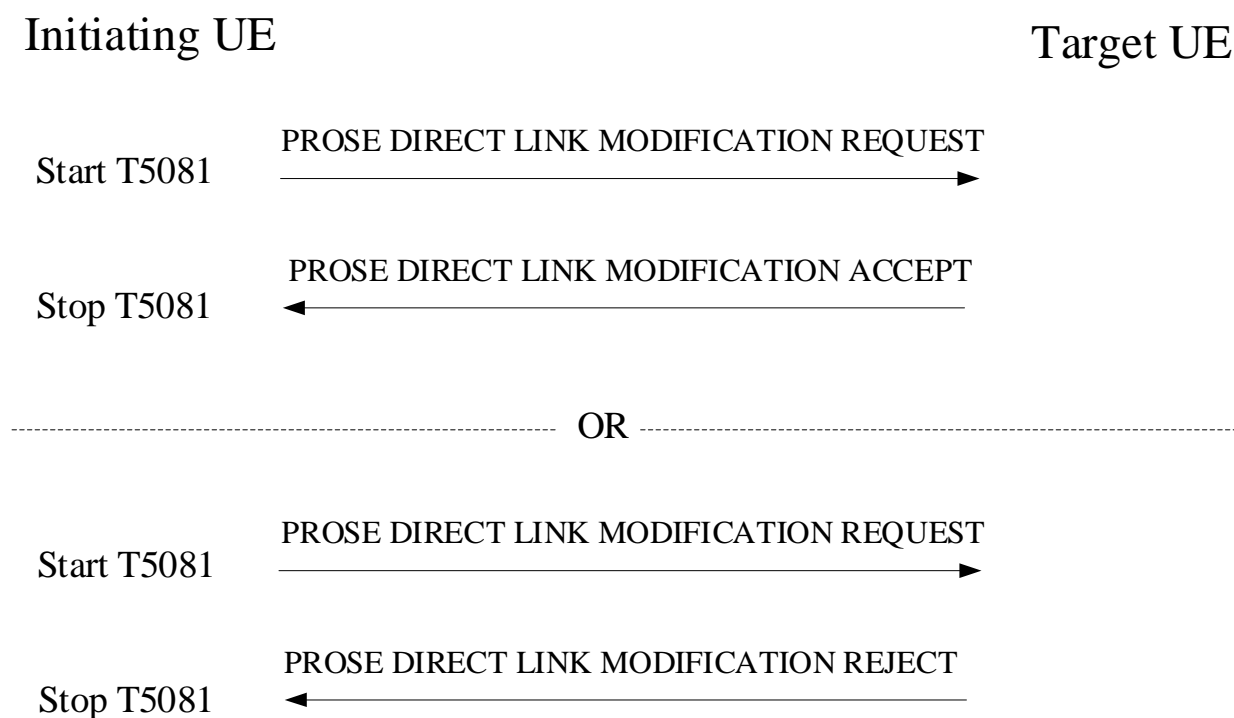 Initiating UE
Target UE
PROSE DIRECT LINK MODIFICATION REQUEST
Start T5081
PROSE DIRECT LINK MODIFICATION ACCEPT
Stop T5081
OR
PROSE DIRECT LINK MODIFICATION REQUEST
Start T5081
PROSE DIRECT LINK MODIFICATION REJECT
Stop T5081